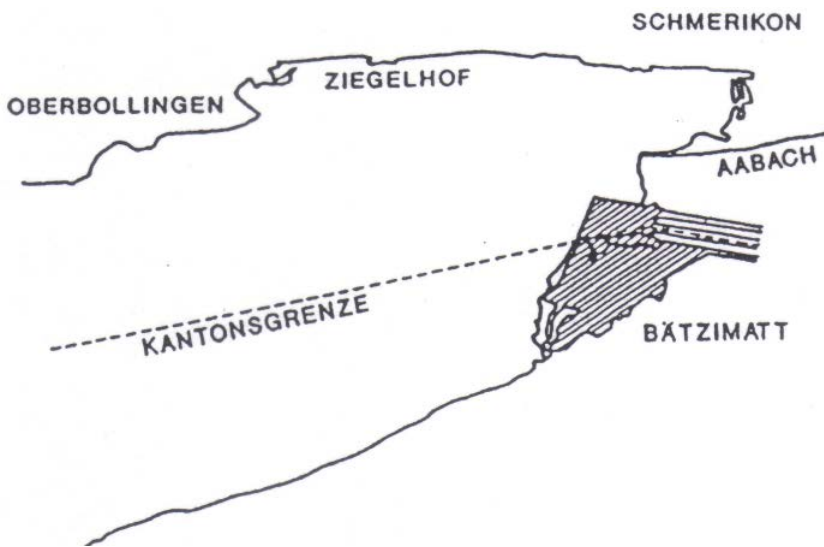 SCHMERIKON
ZIEGELHOF
OBERBOLLINGEN
AABACH
KANTONSGRENZE
BÄTZIMATT